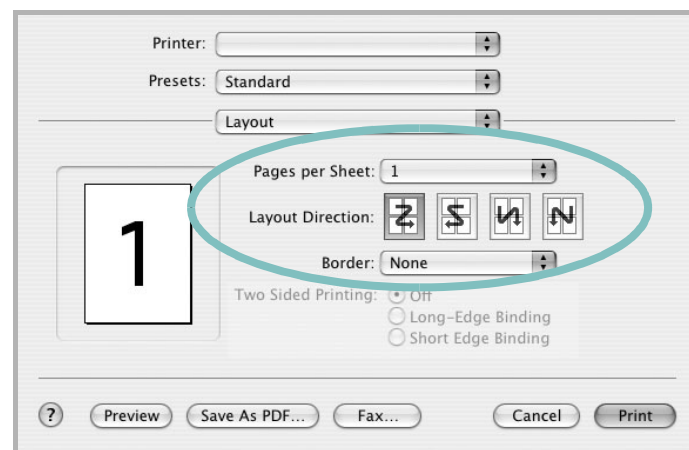 Printer:
Presets: Standard
Layout
Pages per Sheet: 1
Layout Direction:
1
Border: None
Two Sided Printing: Off
Long-Edge Binding
Short Edge Binding
? Preview Save As PDF... Fax... Cancel Print